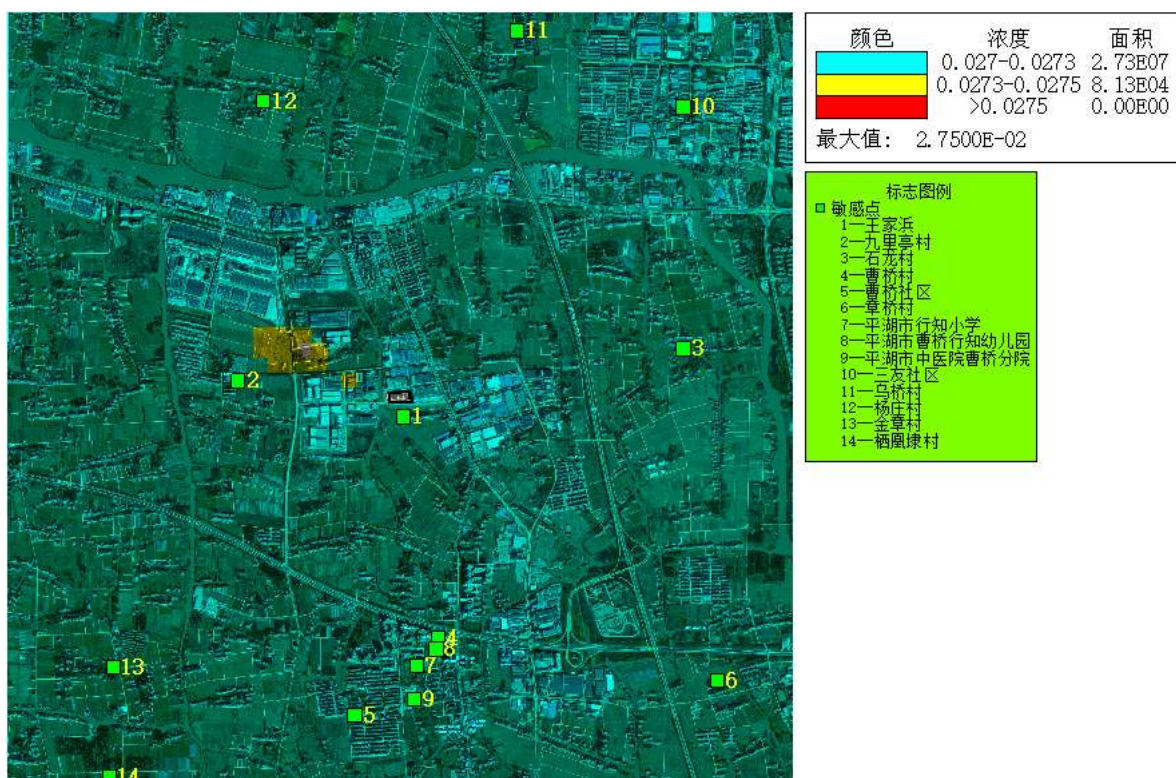 11
12
10
3
2
1
4
8
13
7
6
9
5
14
颜色 浓度 面积
0.027-0.0273 2.73E07
0.0273-0.0275 8.13E04
>0.0275 0.00E00
最大值: 2.7500E-02
标志图例
敏感点
1—王家浜
2—九里亭村
3—石龙村
4—曹桥村
5—曹桥社区
6—章桥村
7—平湖市行知小学
8—平湖市曹桥行知幼儿园
9—平湖市中医院曹桥分院
10—三友社区
11—马桥村
12—杨庄村
13—金章村
14—栖凰埭村